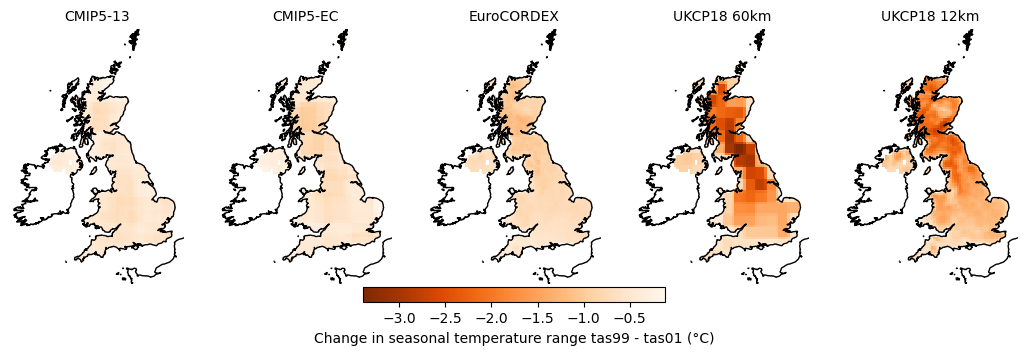 CMIP5-13 CMIP5-EC EuroCORDEX UKCP18 60km UKCP18 12km
−3.0 −2.5 −2.0 −1.5 −1.0 −0.5
Change in seasonal temperature range tas99 - tas01 (°C)